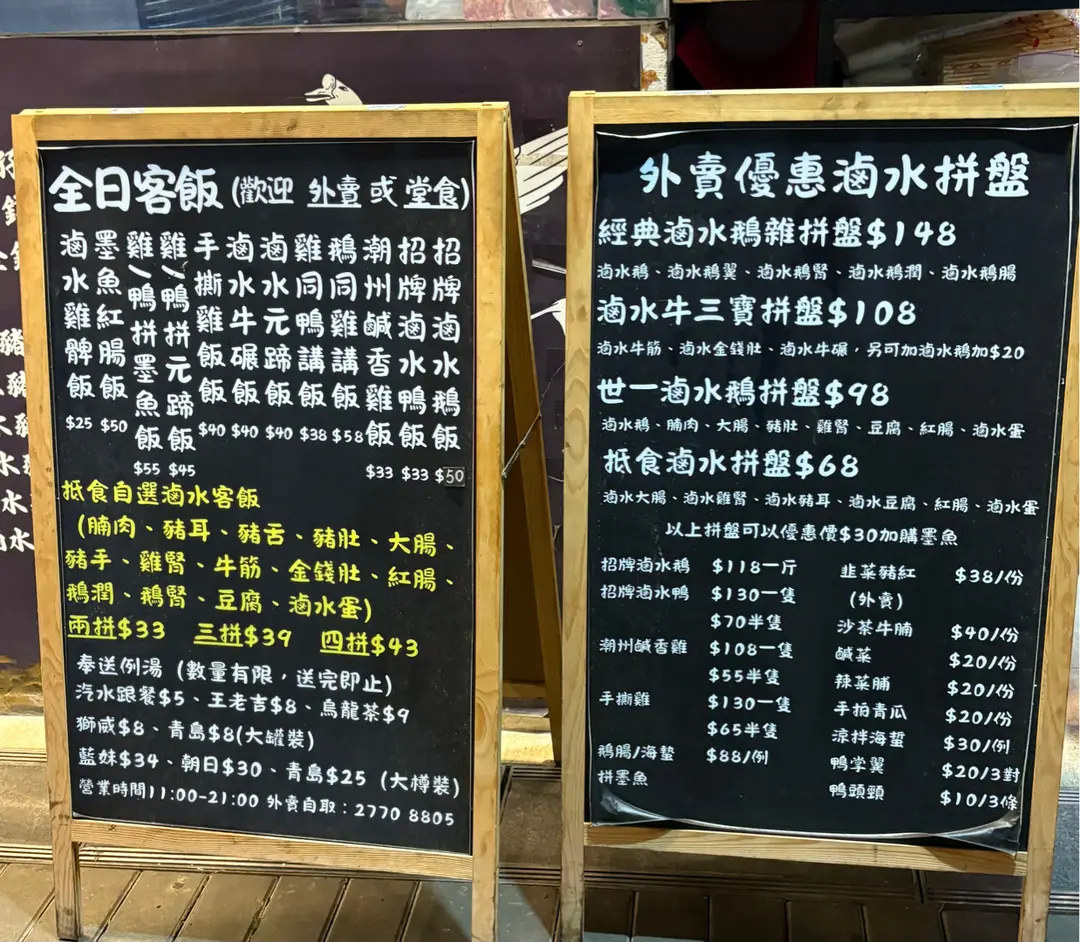 全日客飯 (歡迎 外賣 或 堂食)
招牌滷水鵝飯 $50
招牌滷水鴨飯 $33
潮州鹹香雞飯 $33
鵝同雞講飯 $58
雞同鴨講飯 $38
滷水元蹄飯 $40
滷水牛碾飯 $40
手撕雞飯 $40
雞/鴨拼元蹄飯 $45
雞/鴨拼墨魚飯 $55
墨魚紅腸飯 $50
滷水雞髀飯 $25
抵食自選滷水客飯
(腩肉、豬耳、豬舌、豬肚、大腸、
豬手、雞腎、牛筋、金錢肚、紅腸、
鵝潤、鵝腎、豆腐、滷水蛋)
兩拼$33 三拼$39 四拼$43
奉送例湯 (數量有限，送完即止)
汽水跟餐$5、王老吉$8、烏龍茶$9
獅威$8、青島$8(大罐裝)
藍妹$34、朝日$30、青島$25 (大樽裝)
營業時間11:00-21:00 外賣自取：2770 8805
外賣優惠滷水拼盤
經典滷水鵝雜拼盤$148
滷水鵝、滷水鵝翼、滷水鵝腎、滷水鵝潤、滷水鵝腸
滷水牛三寶拼盤$108
滷水牛筋、滷水金錢肚、滷水牛碾，另可加滷水鵝加$20
世一滷水鵝拼盤$98
滷水鵝、腩肉、大腸、豬肚、雞腎、豆腐、紅腸、滷水蛋
抵食滷水拼盤$68
滷水大腸、滷水雞腎、滷水豬耳、滷水豆腐、紅腸、滷水蛋
以上拼盤可以優惠價$30加購墨魚
招牌滷水鵝 $118一斤
招牌滷水鴨 $130一隻
$70半隻
潮州鹹香雞 $108一隻
$55半隻
手撕雞 $130一隻
$65半隻
鵝腸/海蜇 $88/例
拼墨魚
韭菜豬紅 $38/份
(外賣)
沙茶牛腩 $40/份
鹹菜 $20/份
辣菜脯 $20/份
手拍青瓜 $20/份
涼拌海蜇 $30/例
鴨掌翼 $20/3對
鴨頭頸 $10/3條